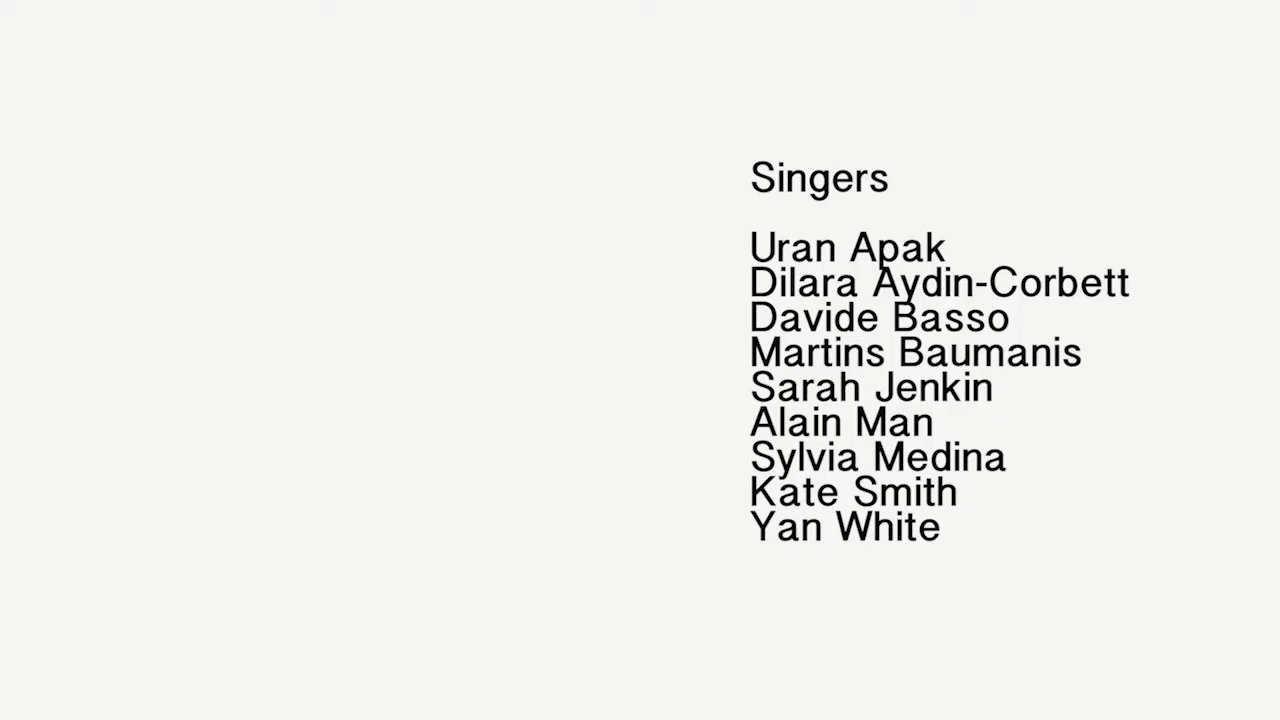 Singers
Uran Apak
Dilara Aydin-Corbett
Davide Basso
Martins Baumanis
Sarah Jenkin
Alain Man
Sylvia Medina
Kate Smith
Yan White